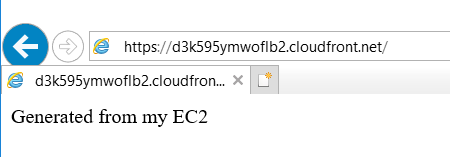 https://d3k595ymwoflb2.cloudfront.net/
d3k595ymwoflb2.cloudfron...
Generated from my EC2